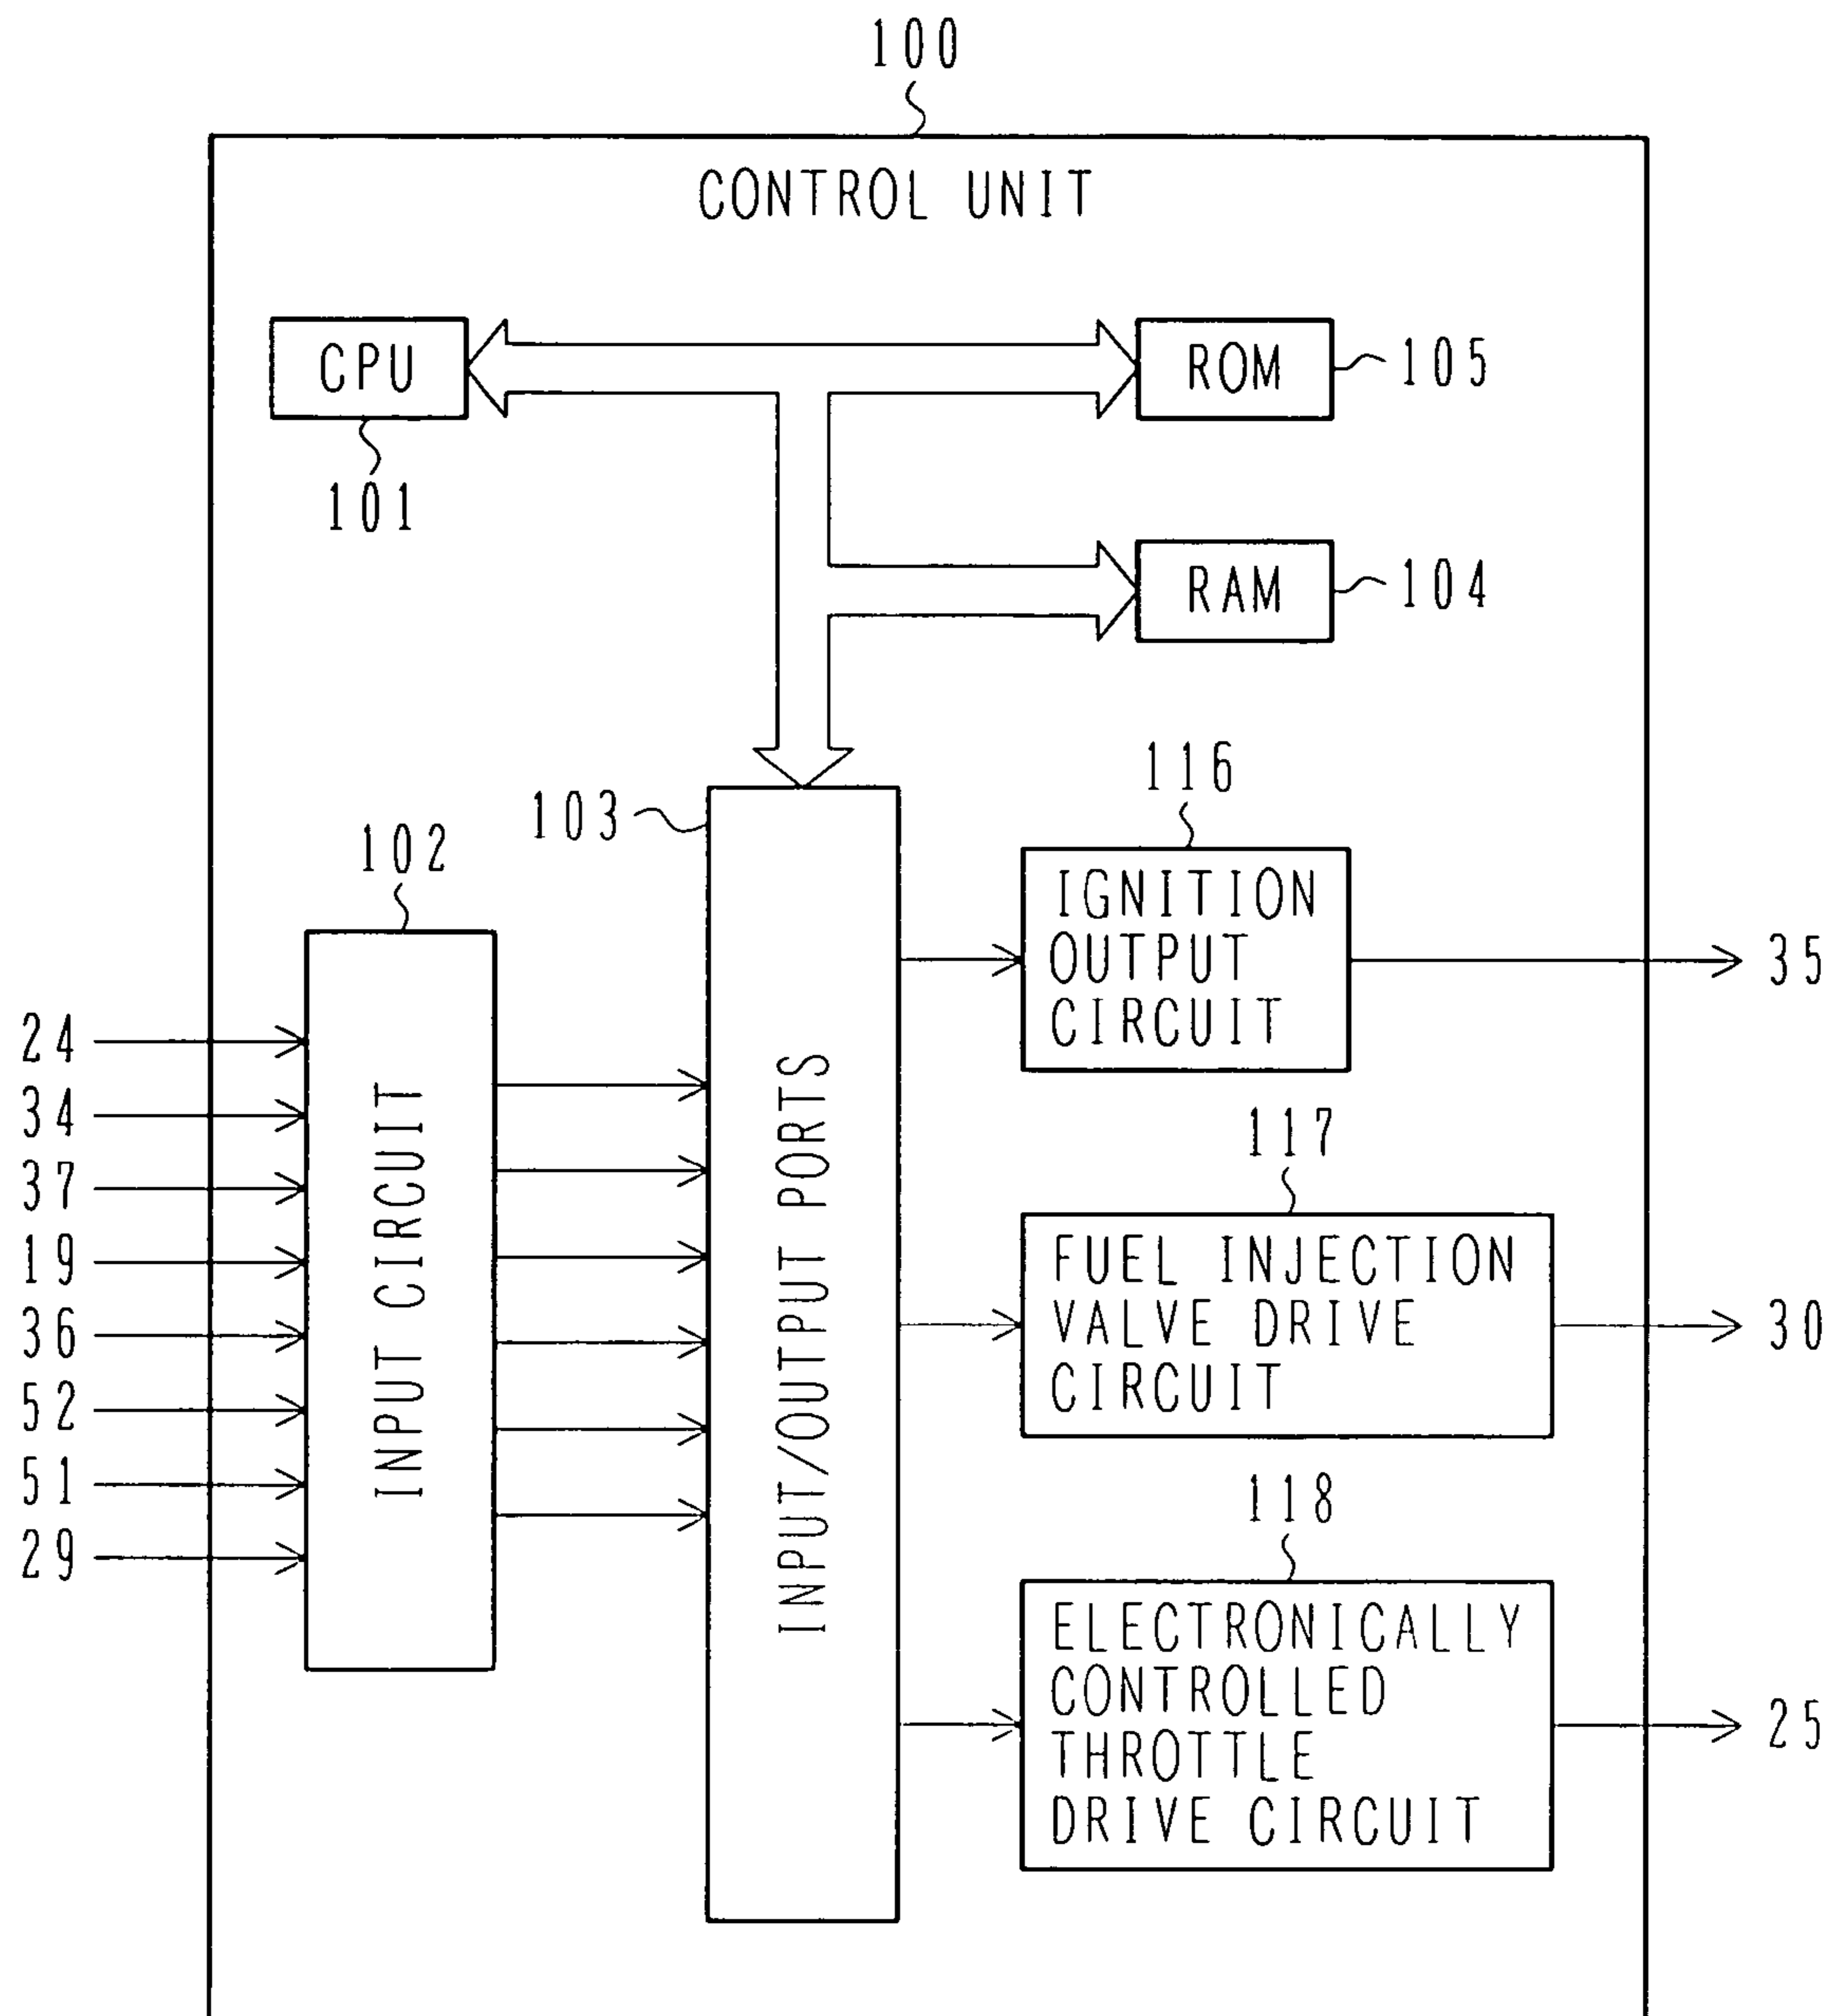 100
CONTROL UNIT
CPU
101
ROM
105
RAM
104
103
102
116
IGNITION
OUTPUT
CIRCUIT
35
24
34
37
19
36
52
51
29
INPUT CIRCUIT
INPUT/OUTPUT PORTS
117
FUEL INJECTION
VALVE DRIVE
CIRCUIT
30
118
ELECTRONICALLY
CONTROLLED
THROTTLE
DRIVE CIRCUIT
25